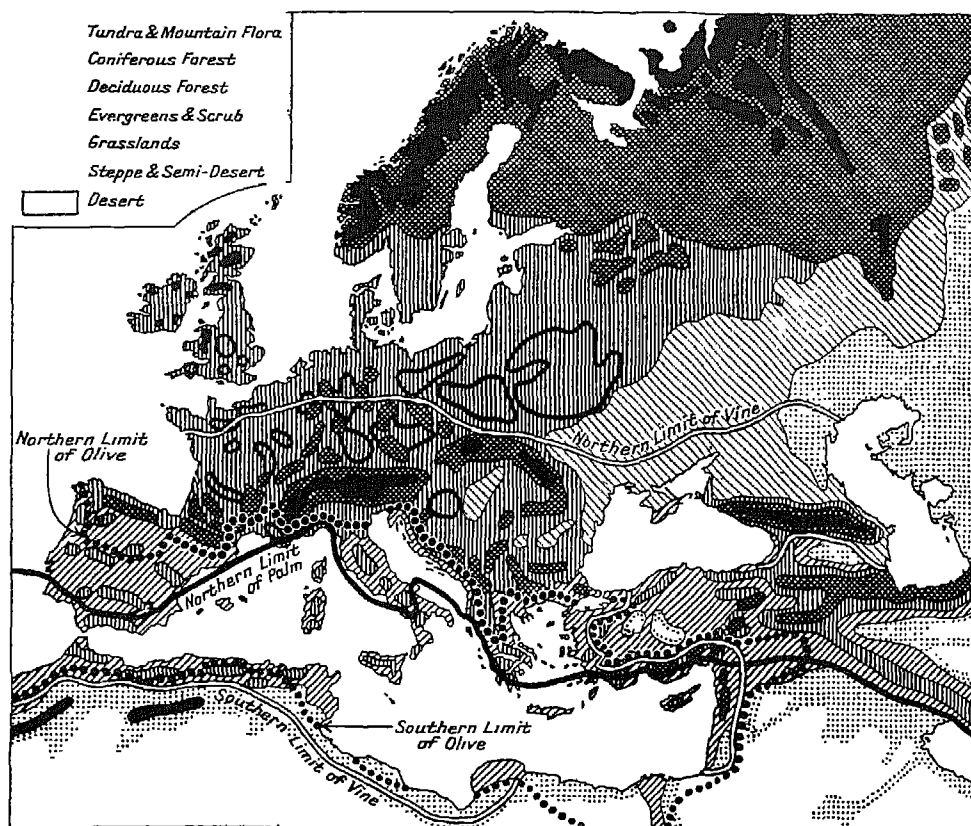 Tundra & Mountain Flora
Coniferous Forest
Deciduous Forest
Evergreens & Scrub
Grasslands
Steppe & Semi-Desert
Desert
Northern Limit of Vine
Northern Limit
of Olive
Northern Limit
of Palm
Southern Limit of Vine
Southern Limit
of Olive